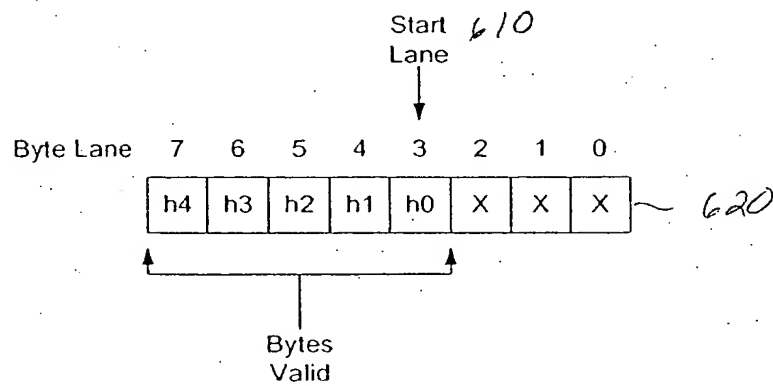 Start 610
Lane
Byte Lane 7 6 5 4 3 2 1 0
h4 h3 h2 h1 h0 X X X 620
Bytes
Valid